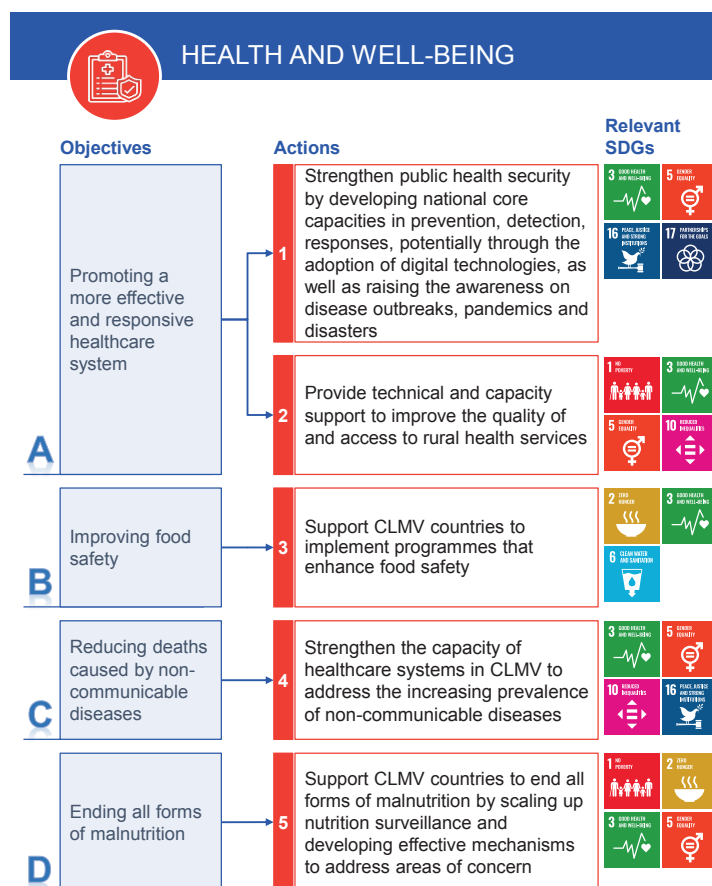 HEALTH AND WELL-BEING
Objectives
Actions
Relevant
SDGs
A
Promoting a
more effective
and responsive
healthcare
system
1
Strengthen public health security
by developing national core
capacities in prevention, detection,
responses, potentially through the
adoption of digital technologies, as
well as raising the awareness on
disease outbreaks, pandemics and
disasters
3 GOOD HEALTH
AND WELL-BEING
5 GENDER
EQUALITY
16 PEACE, JUSTICE
AND STRONG
INSTITUTIONS
17 PARTNERSHIPS
FOR THE GOALS
2
Provide technical and capacity
support to improve the quality of
and access to rural health services
1 NO
POVERTY
3 GOOD HEALTH
AND WELL-BEING
5 GENDER
EQUALITY
10 REDUCED
INEQUALITIES
B
Improving food
safety
3
Support CLMV countries to
implement programmes that
enhance food safety
2 ZERO
HUNGER
3 GOOD HEALTH
AND WELL-BEING
6 CLEAN WATER
AND SANITATION
C
Reducing deaths
caused by non-
communicable
diseases
4
Strengthen the capacity of
healthcare systems in CLMV to
address the increasing prevalence
of non-communicable diseases
3 GOOD HEALTH
AND WELL-BEING
5 GENDER
EQUALITY
10 REDUCED
INEQUALITIES
16 PEACE, JUSTICE
AND STRONG
INSTITUTIONS
D
Ending all forms
of malnutrition
5
Support CLMV countries to end all
forms of malnutrition by scaling up
nutrition surveillance and
developing effective mechanisms
to address areas of concern
1 NO
POVERTY
2 ZERO
HUNGER
3 GOOD HEALTH
AND WELL-BEING
5 GENDER
EQUALITY